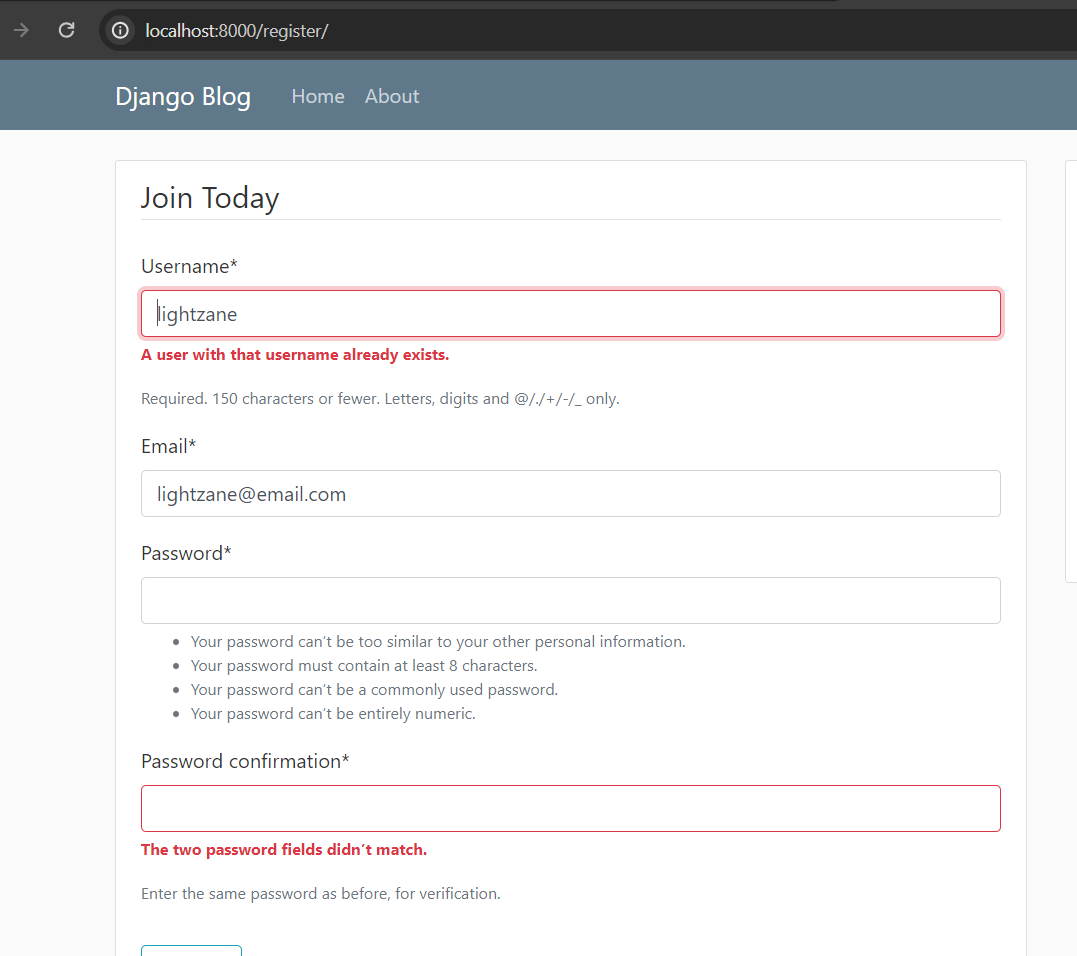 localhost:8000/register/
Django Blog Home About
Join Today
Username*
lightzane
A user with that username already exists.
Required. 150 characters or fewer. Letters, digits and @/./+/-/_ only.
Email*
lightzane@email.com
Password*
• Your password can’t be too similar to your other personal information.
• Your password must contain at least 8 characters.
• Your password can’t be a commonly used password.
• Your password can’t be entirely numeric.
Password confirmation*
The two password fields didn’t match.
Enter the same password as before, for verification.